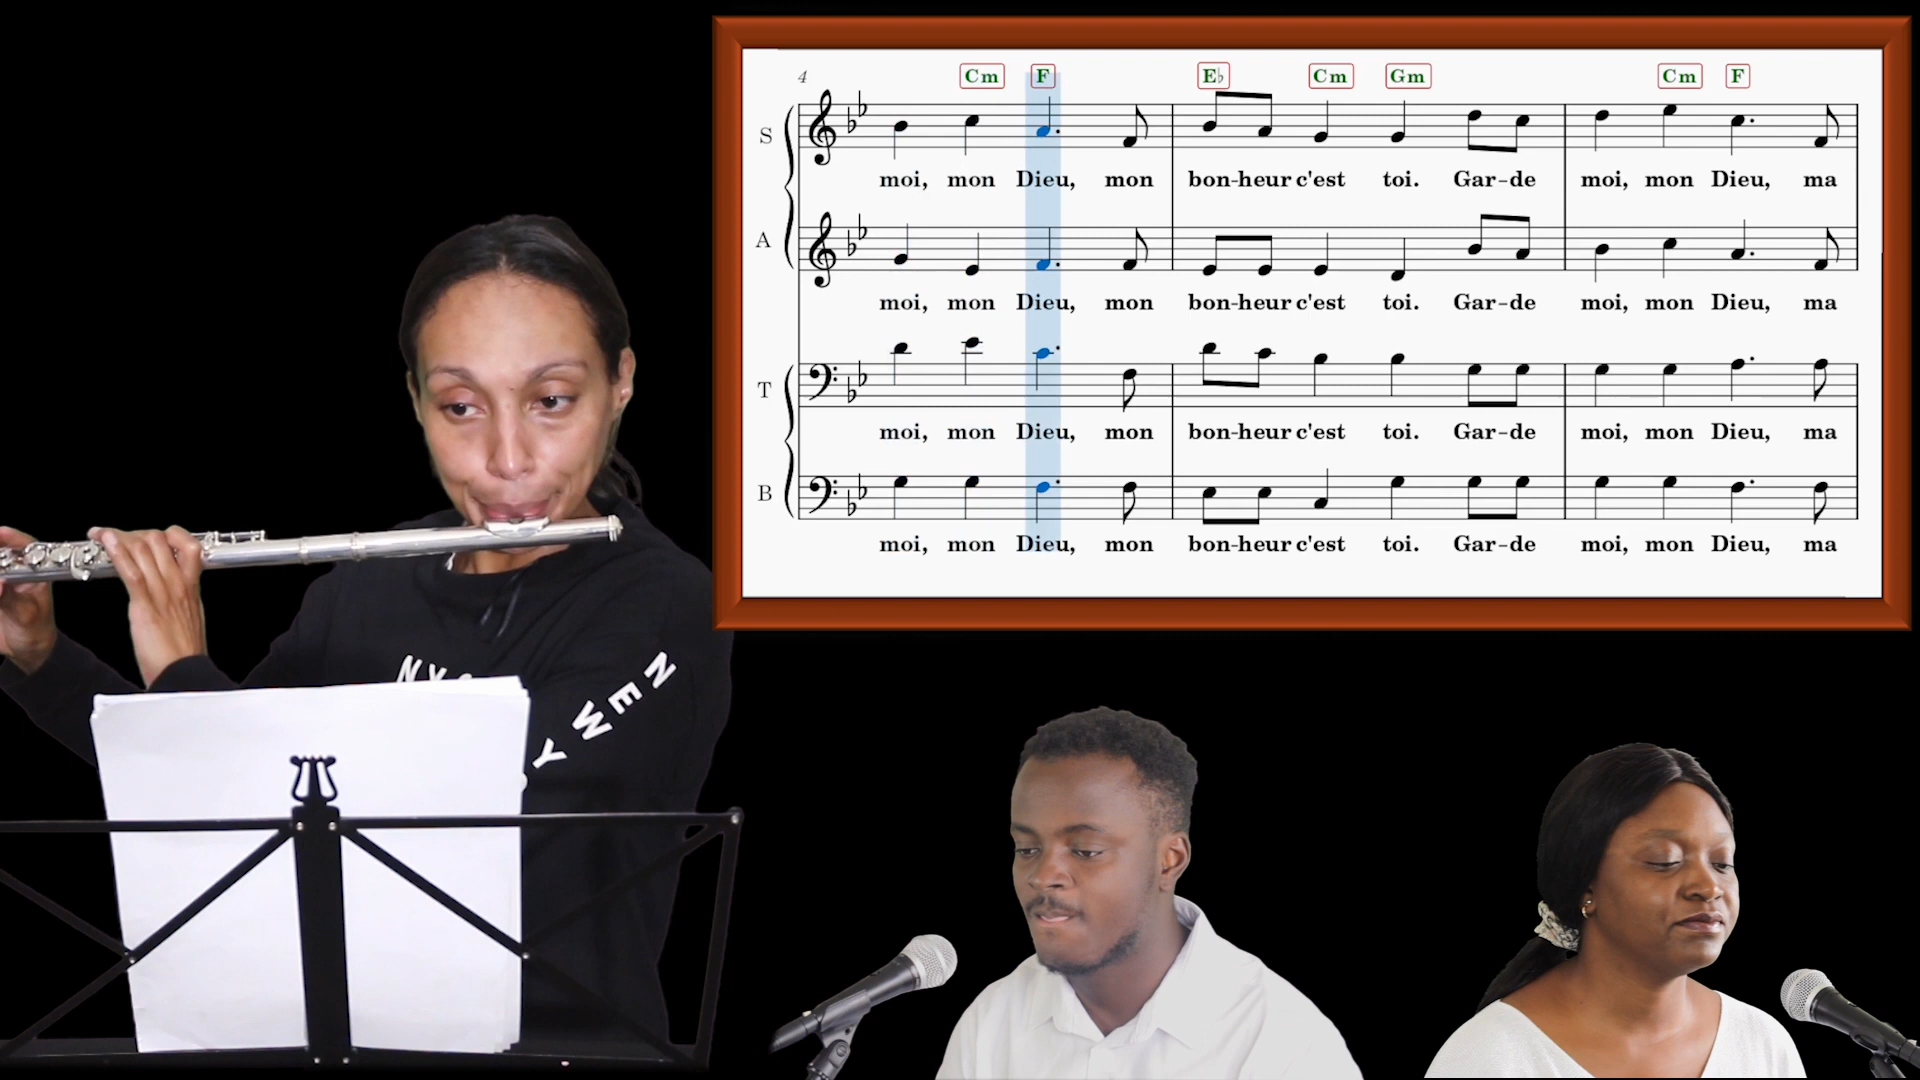 4 Cm F E♭ Cm Gm Cm F
S
moi, mon Dieu, mon bon-heur c'est toi. Gar-de moi, mon Dieu, ma
A
moi, mon Dieu, mon bon-heur c'est toi. Gar-de moi, mon Dieu, ma
T
moi, mon Dieu, mon bon-heur c'est toi. Gar-de moi, mon Dieu, ma
B
moi, mon Dieu, mon bon-heur c'est toi. Gar-de moi, mon Dieu, ma
NEW Y